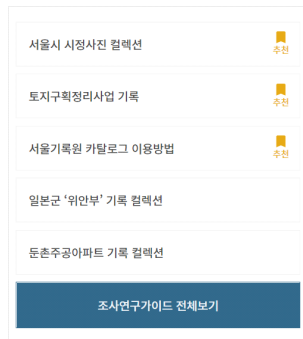 서울시 시정사진 컬렉션
추천
토지구획정리사업 기록
추천
서울기록원 카탈로그 이용방법
추천
일본군 ‘위안부’ 기록 컬렉션
둔촌주공아파트 기록 컬렉션
조사연구가이드 전체보기